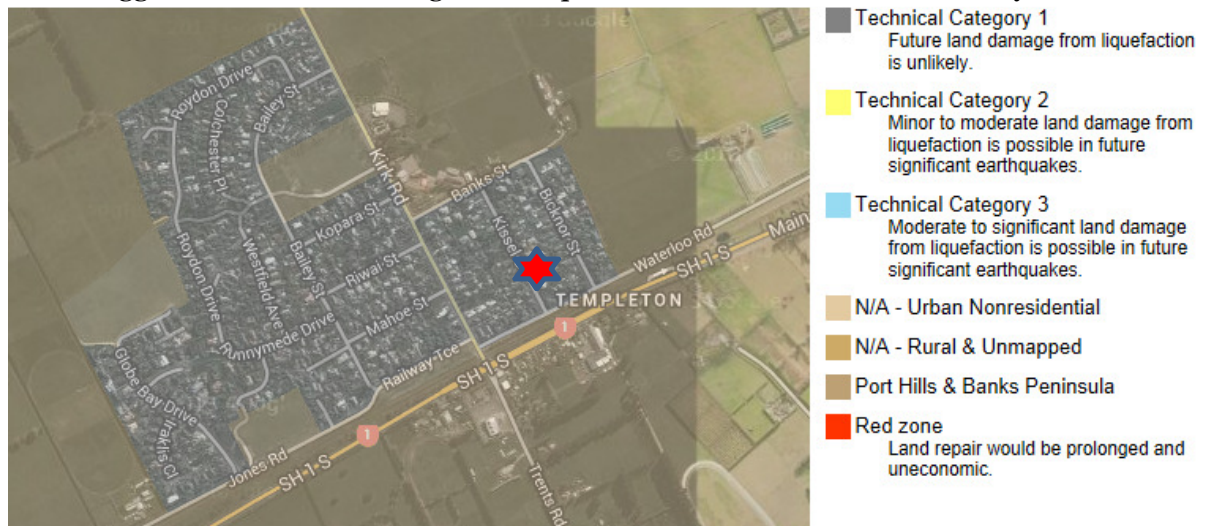 Technical Category 1
Future land damage from liquefaction
is unlikely.
Technical Category 2
Minor to moderate land damage from
liquefaction is possible in future
significant earthquakes.
Technical Category 3
Moderate to significant land damage
from liquefaction is possible in future
significant earthquakes.
N/A - Urban Nonresidential
N/A - Rural & Unmapped
Port Hills & Banks Peninsula
Red zone
Land repair would be prolonged and
uneconomic.
Roydon Drive
Colchester Pl
Bailey St
Kirk Rd
Banks St
Bicknor St
Kopara St
Riwai St
Mahoe St
Bailey St
Westfield Ave
Roydon Drive
Runnymede Drive
Globe Bay Drive
Iraklis Cl
Railway Tce
Jones Rd
SH 1 S
SH 1 S
SH 1 S
Waterloo Rd
Main
TEMPLETON
1
1
Trents Rd